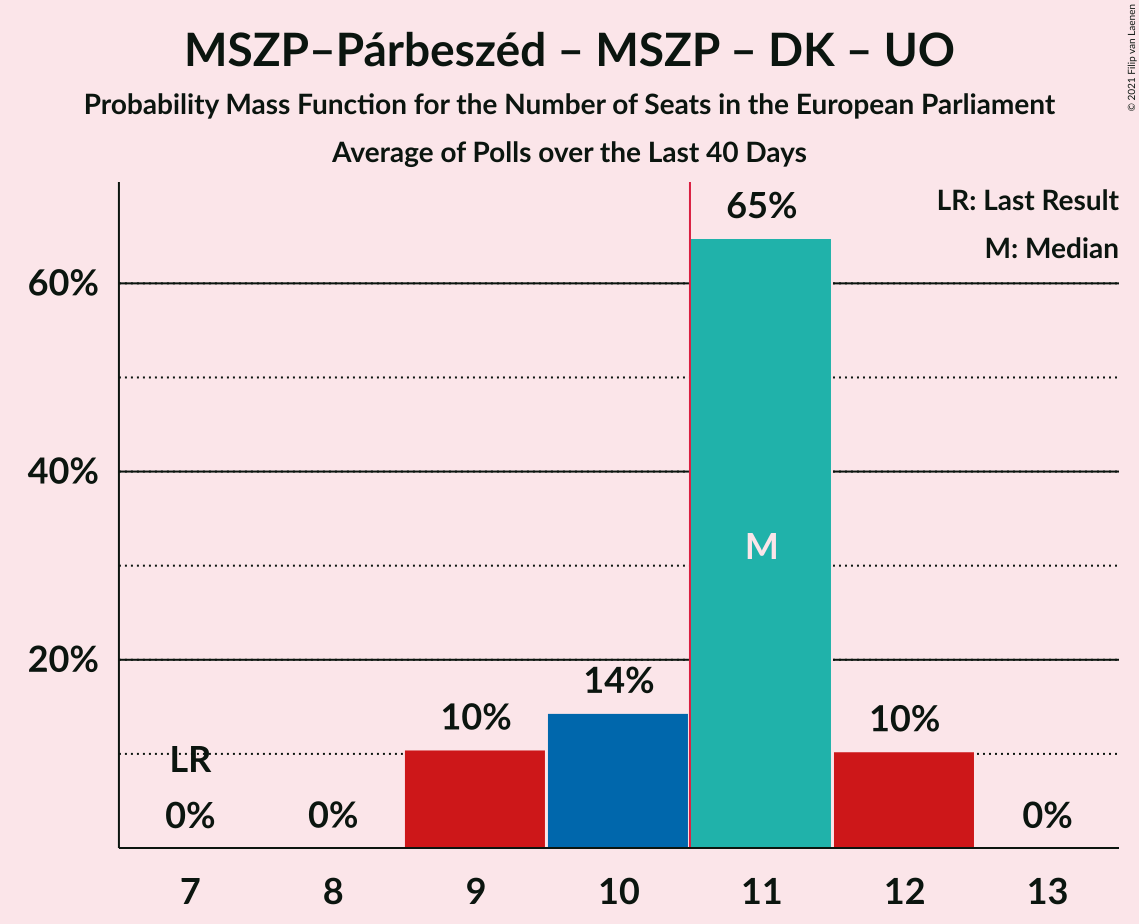 MSZP–Párbeszéd – MSZP – DK – UO
Probability Mass Function for the Number of Seats in the European Parliament
Average of Polls over the Last 40 Days
© 2021 Filip van Laenen
LR: Last Result
M: Median
65%
60%
40%
M
20%
14%
10%
10%
LR
0%
0%
0%
7
8
9
10
11
12
13